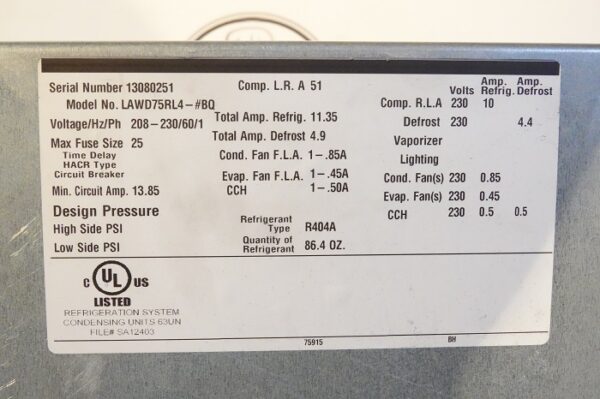 Serial Number 13080251
Model No. LAWD75RL4-#BQ
Voltage/Hz/Ph 208-230/60/1
Max Fuse Size 25
Time Delay
HACR Type
Circuit Breaker
Min. Circuit Amp. 13.85
Design Pressure
High Side PSI
Low Side PSI
Comp. L.R. A 51
Total Amp. Refrig. 11.35
Total Amp. Defrost 4.9
Cond. Fan F.L.A. 1-.85A
Evap. Fan F.L.A. 1-.45A
CCH 1-.50A
Refrigerant
Type R404A
Quantity of
Refrigerant 86.4 OZ.
Amp. Amp.
Volts Refrig. Defrost
Comp. R.L.A 230 10
Defrost 230 4.4
Vaporizer
Lighting
Cond. Fan(s) 230 0.85
Evap. Fan(s) 230 0.45
CCH 230 0.5 0.5
C UL US
LISTED
REFRIGERATION SYSTEM
CONDENSING UNITS 63UN
FILE# SA12403
75915 BH